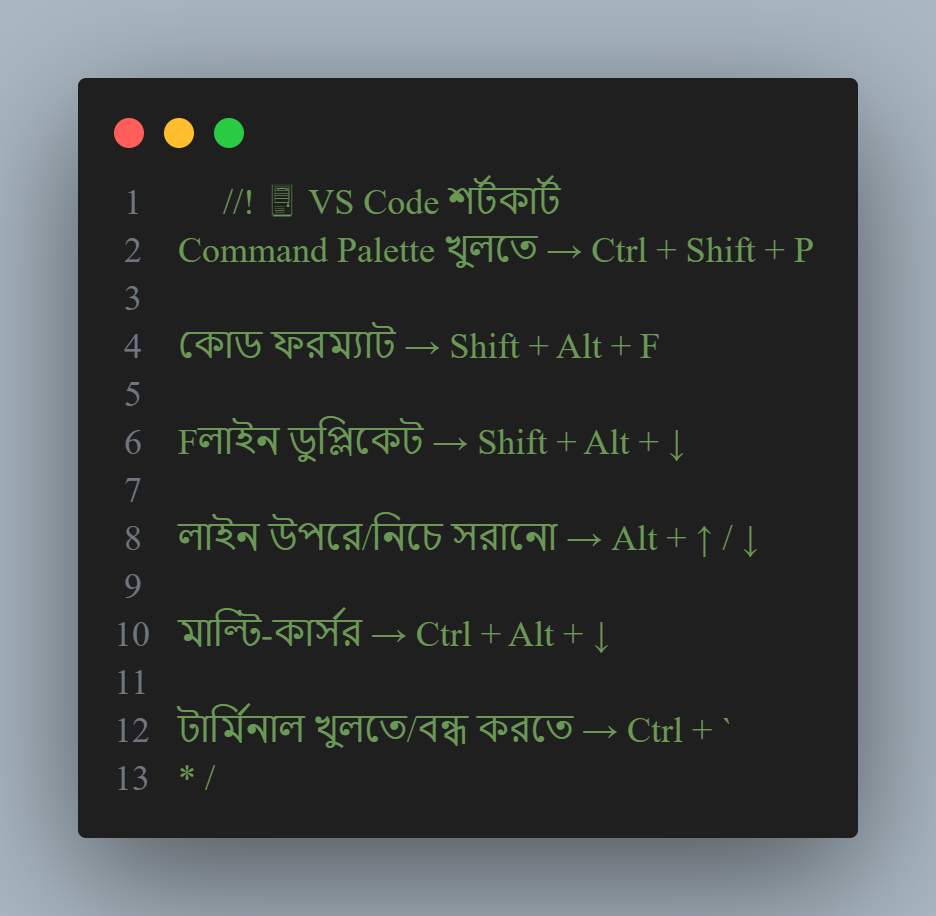 1 //! 🖥 VS Code শর্টকার্ট
2 Command Palette খুলতে → Ctrl + Shift + P
3
4 কোড ফরম্যাট → Shift + Alt + F
5
6 Fলাইন ডুপ্লিকেট → Shift + Alt + ↓
7
8 লাইন উপরে/নিচে সরানো → Alt + ↑ / ↓
9
10 মাল্টি-কার্সর → Ctrl + Alt + ↓
11
12 টার্মিনাল খুলতে/বন্ধ করতে → Ctrl + `
13 * /